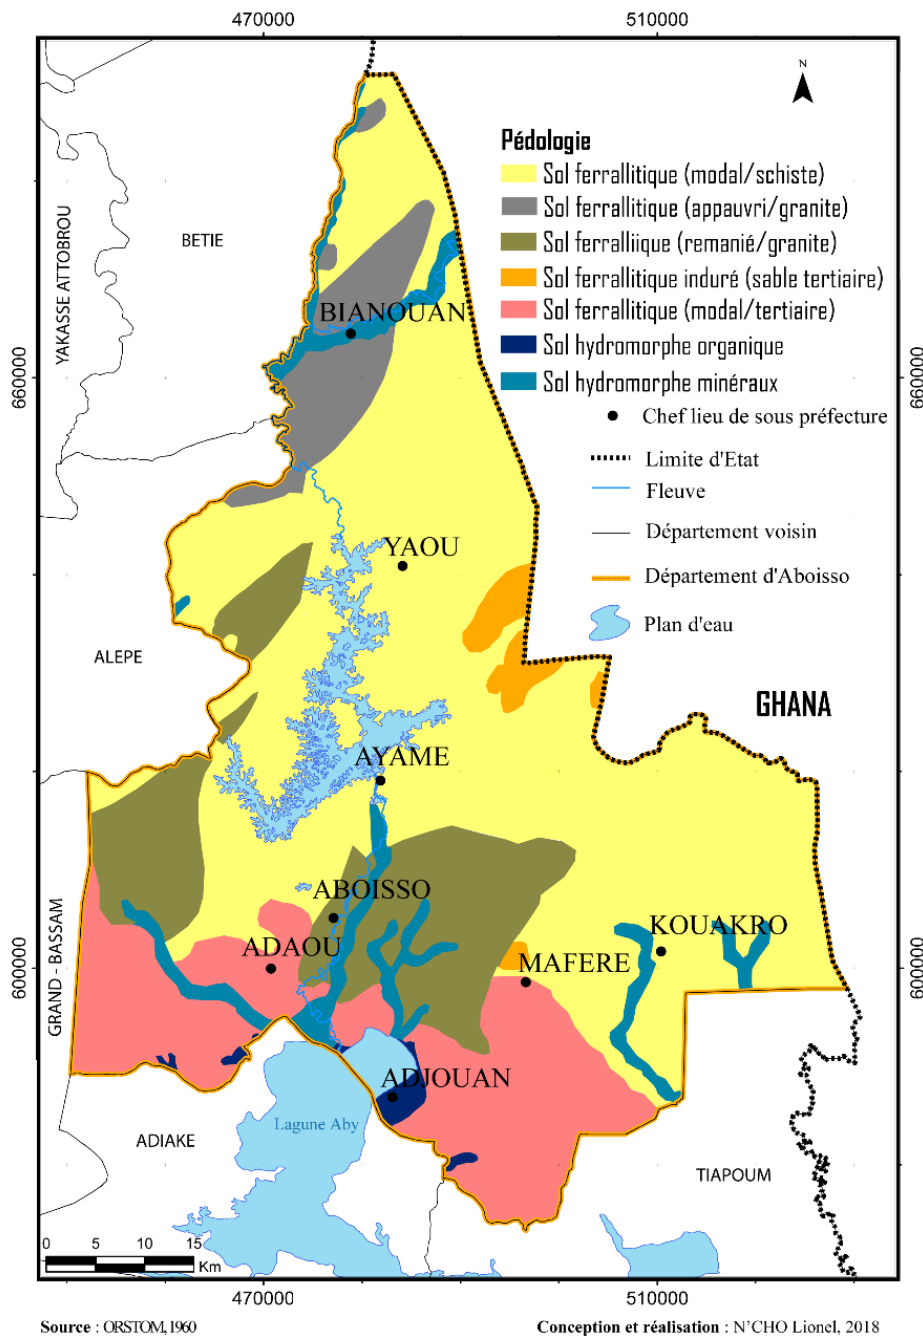 470000
510000
N
Pédologie
Sol ferrallitique (modal/schiste)
Sol ferrallitique (appauvri/granite)
Sol ferralliique (remanié/granite)
Sol ferrallitique induré (sable tertiaire)
Sol ferrallitique (modal/tertiaire)
Sol hydromorphe organique
Sol hydromorphe minéraux
Chef lieu de sous préfecture
Limite d'Etat
Fleuve
Département voisin
Département d'Aboisso
Plan d'eau
YAKASSE ATTOBROU
BETIE
BIANOUAN
660000
660000
YAOU
ALEPE
GHANA
AYAME
ABOISSO
KOUAKRO
ADAOU
MAFERE
GRAND - BASSAM
600000
600000
ADJOUAN
Lagune Aby
ADIAKE
TIAPOUM
0 5 10 15
Km
470000
510000
Source : ORSTOM, 1960
Conception et réalisation : N'CHO Lionel, 2018